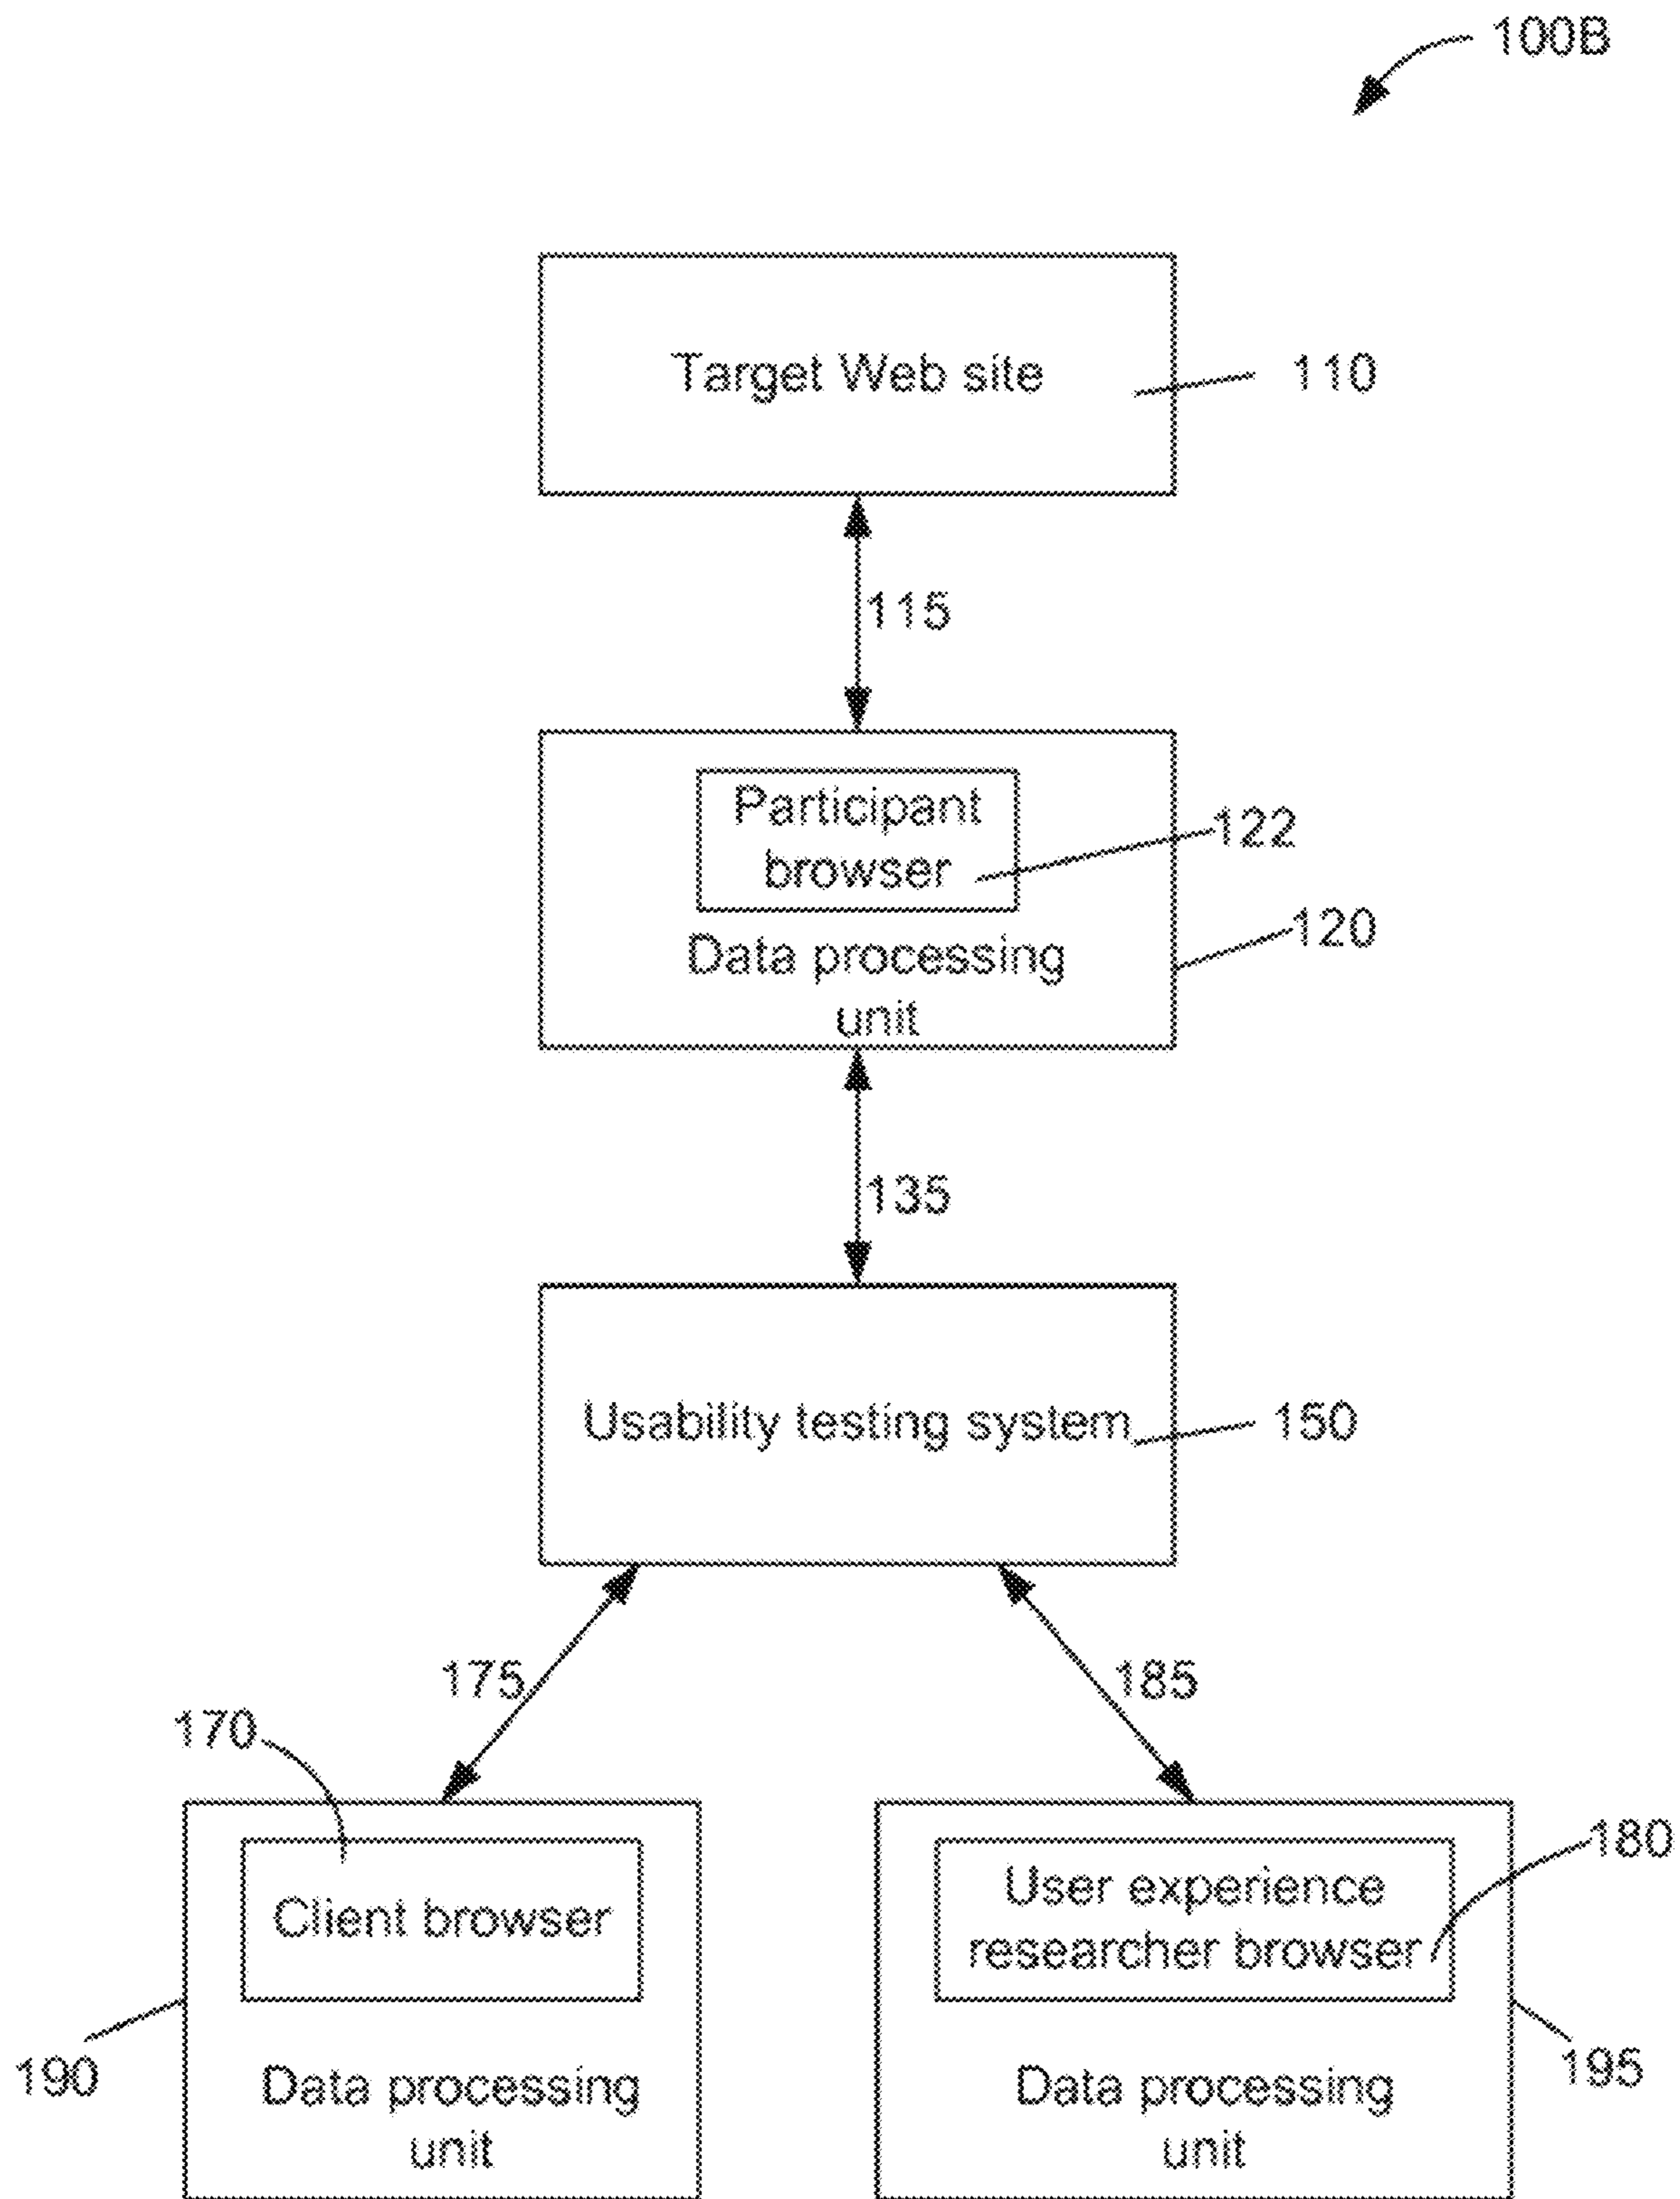 100B
Target Web site
110
115
Participant
browser
122
120
Data processing
unit
135
Usability testing system
150
175
185
170
180
Client browser
User experience
researcher browser
190
195
Data processing
unit
Data processing
unit